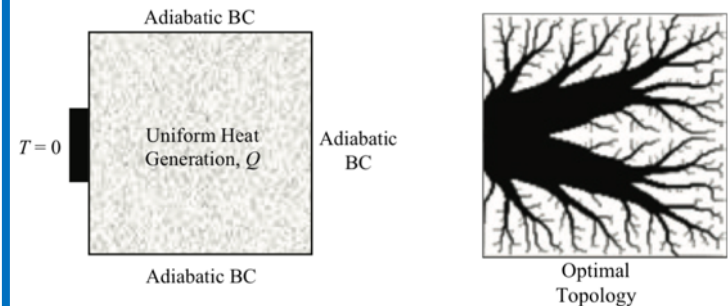 Adiabatic BC
T = 0
Uniform Heat
Generation, Q
Adiabatic
BC
Adiabatic BC
Optimal
Topology